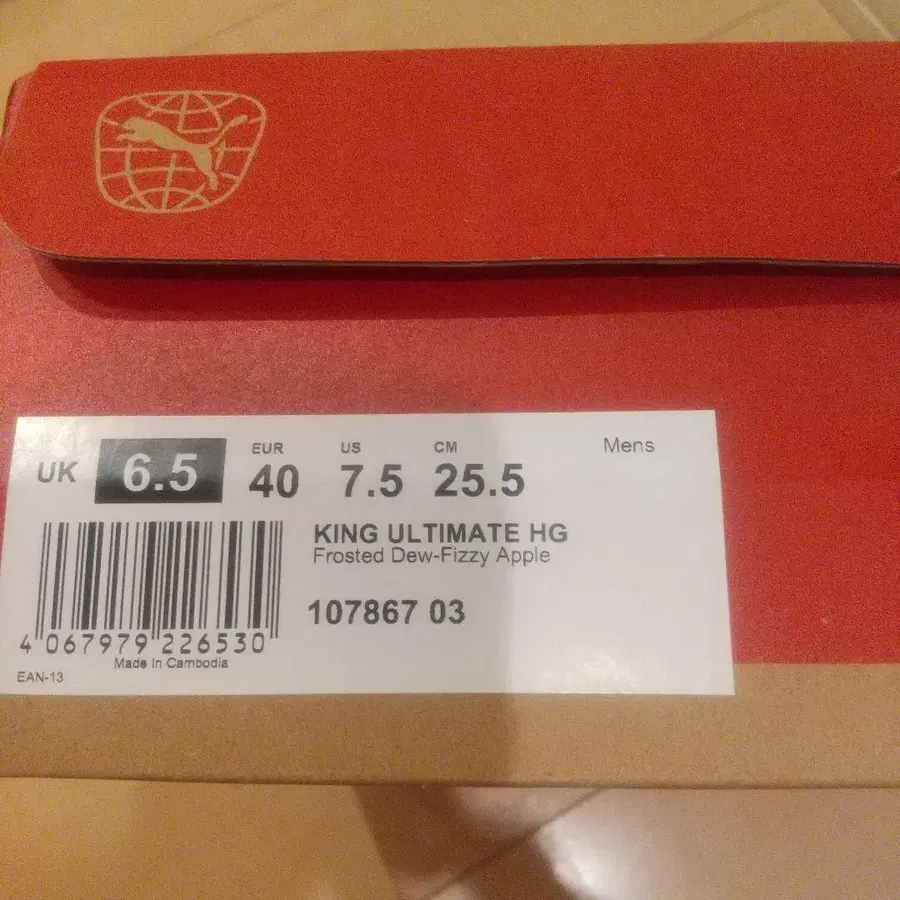 UK 6.5 EUR 40 US 7.5 CM 25.5 Mens
KING ULTIMATE HG
Frosted Dew-Fizzy Apple
107867 03
4 067979 226530
Made In Cambodia
EAN-13